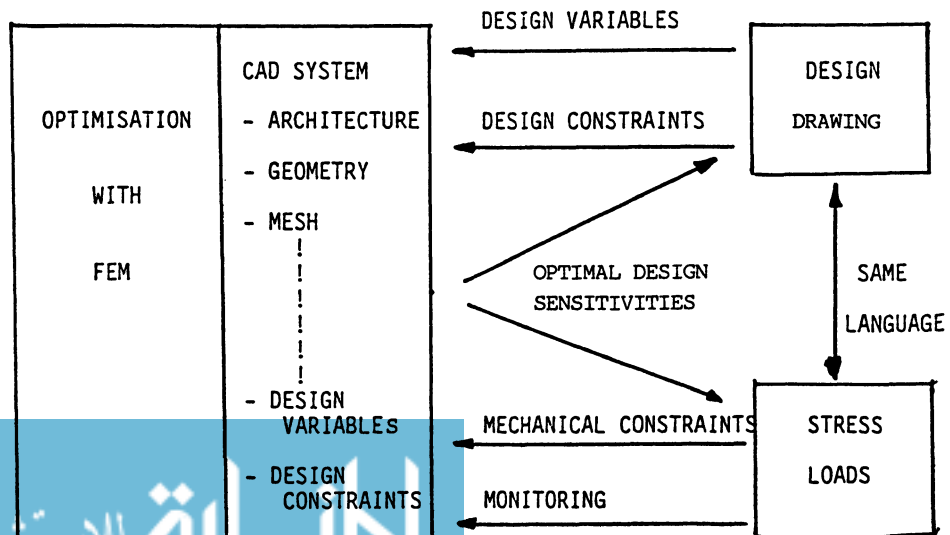 OPTIMISATION
WITH
FEM
CAD SYSTEM
- ARCHITECTURE
- GEOMETRY
- MESH
- DESIGN
VARIABLES
- DESIGN
CONSTRAINTS
DESIGN VARIABLES
DESIGN CONSTRAINTS
OPTIMAL DESIGN
SENSITIVITIES
MECHANICAL CONSTRAINTS
MONITORING
DESIGN
DRAWING
SAME
LANGUAGE
STRESS
LOADS